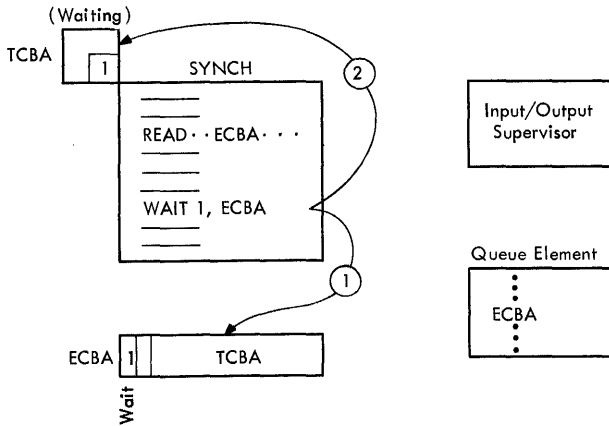 (Waiting)
TCBA
1
SYNCH
2
READ ·· ECBA · · ·
WAIT 1, ECBA
1
Input/Output
Supervisor
Queue Element
ECBA
ECBA
1
TCBA
Wait